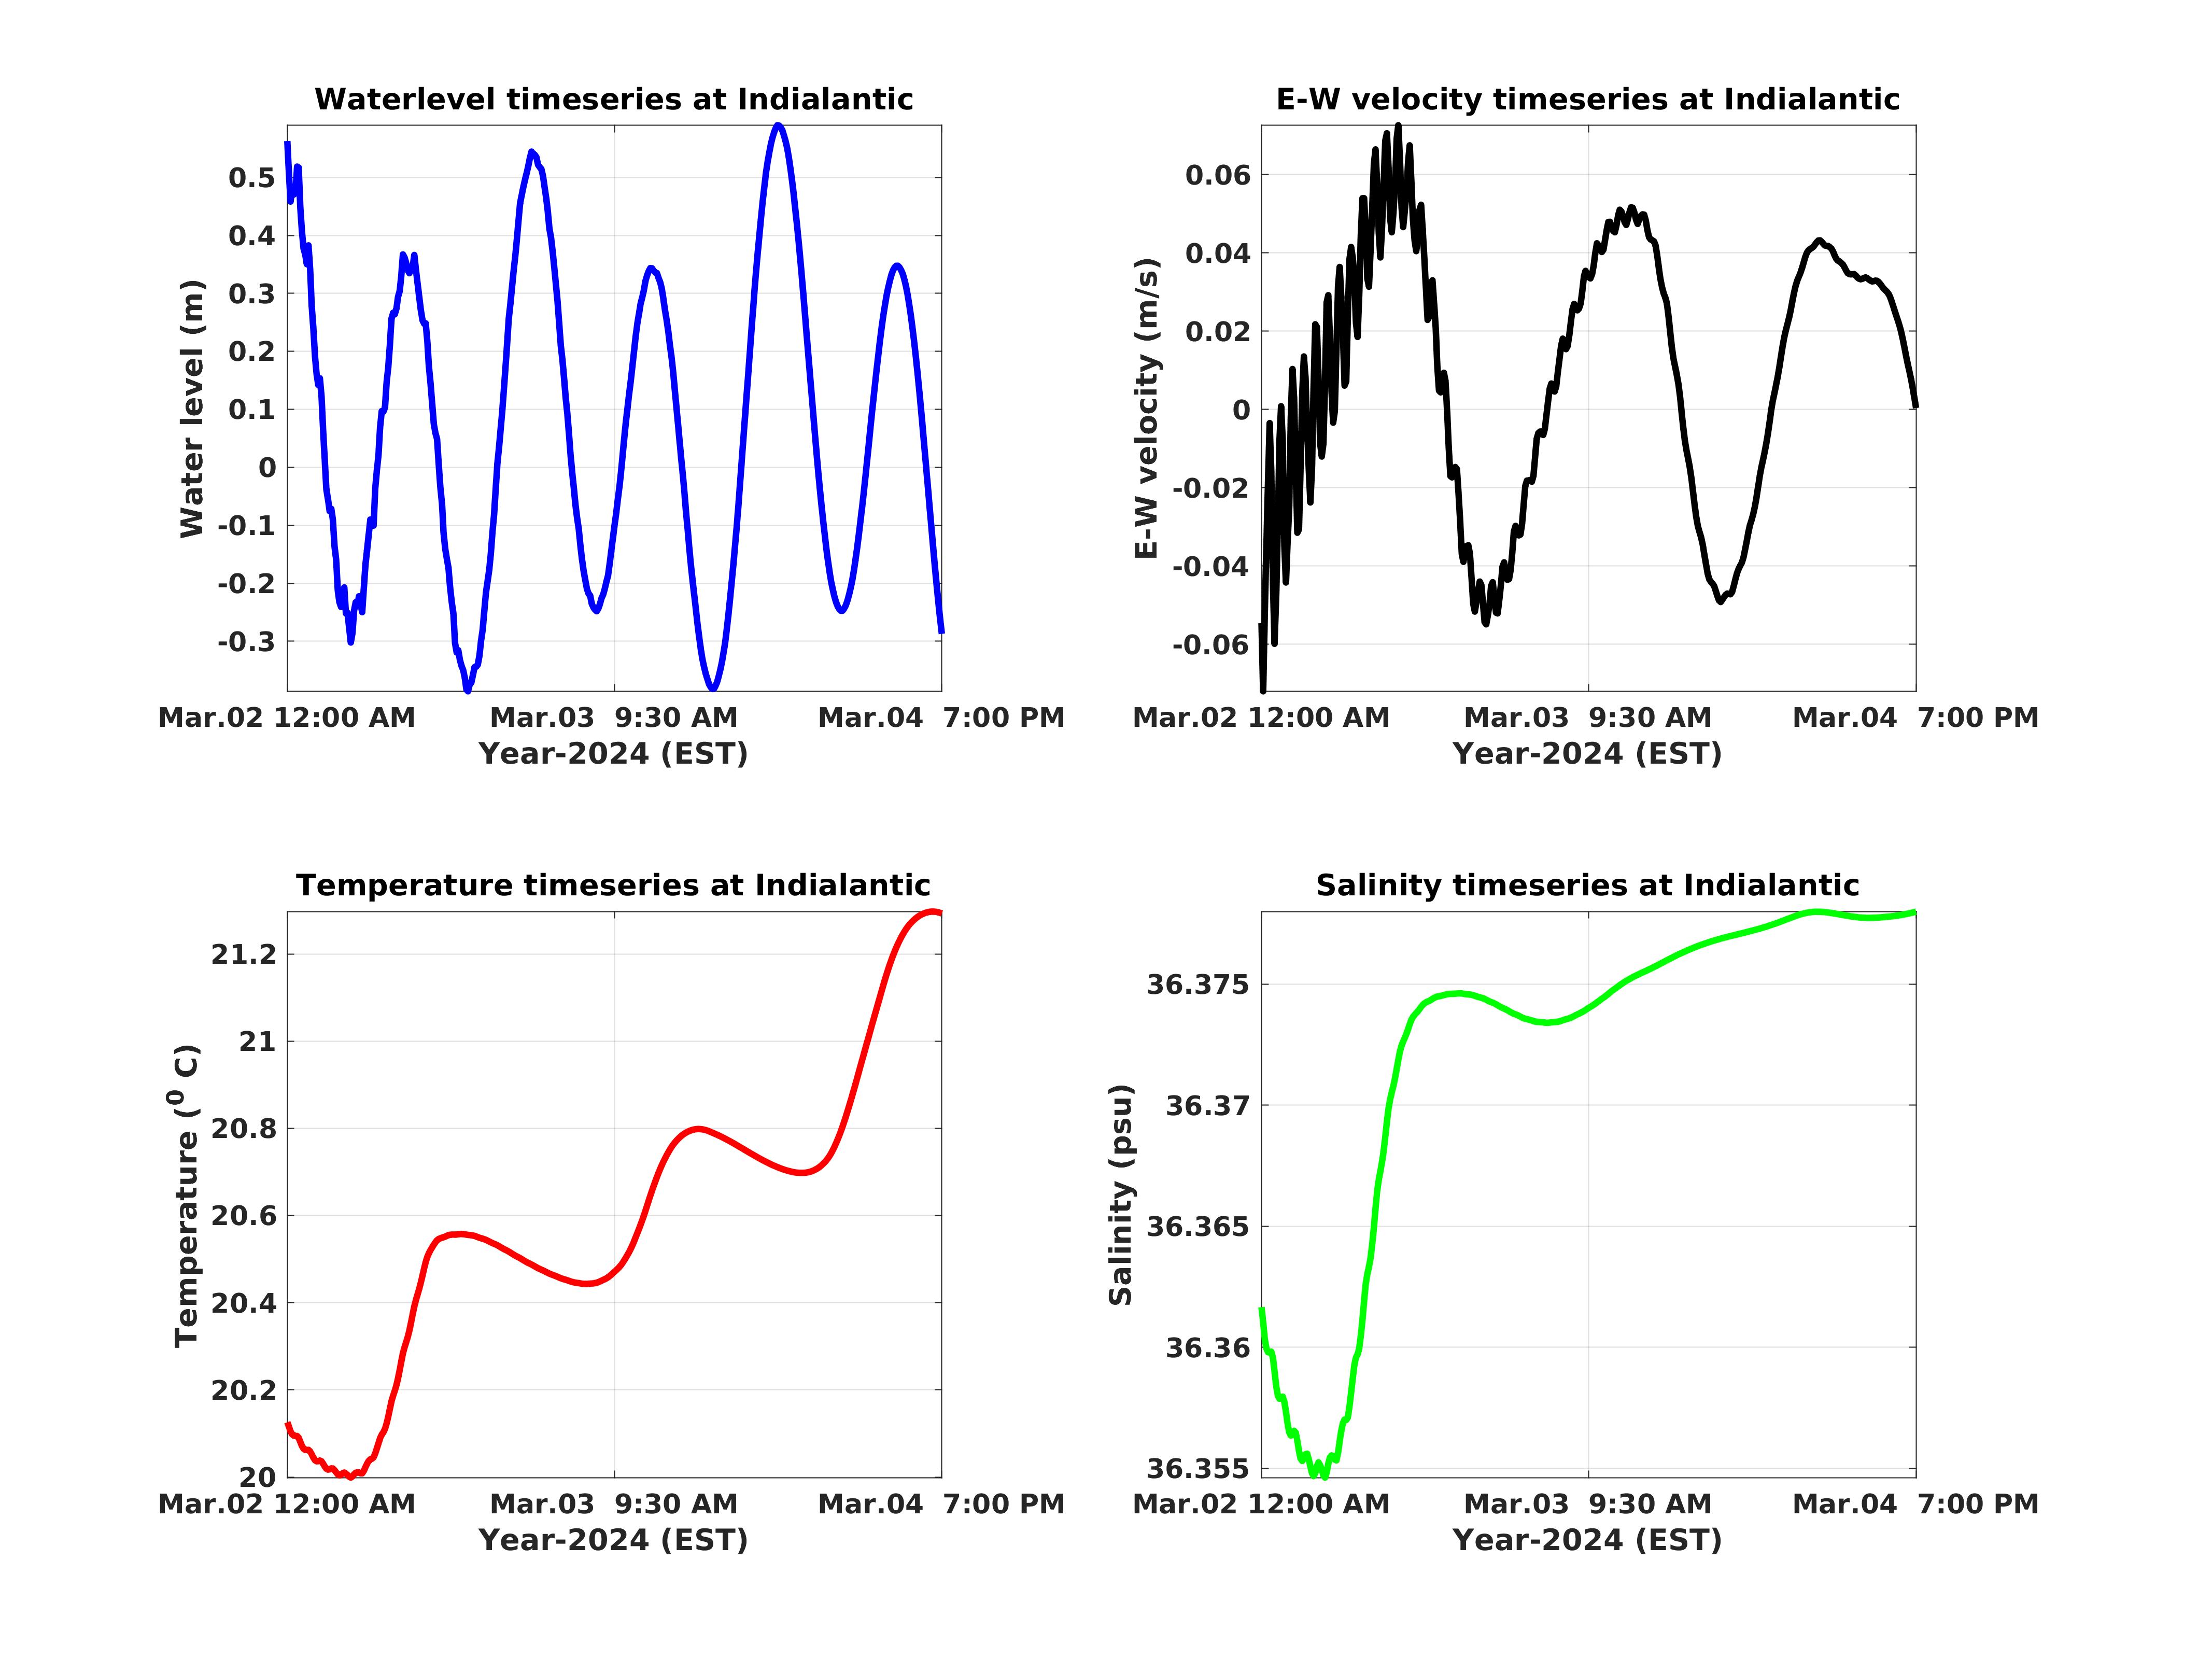 Waterlevel timeseries at Indialantic
Water level (m)
0.5
0.4
0.3
0.2
0.1
0
-0.1
-0.2
-0.3
Mar.02 12:00 AM
Mar.03 9:30 AM
Mar.04 7:00 PM
Year-2024 (EST)
E-W velocity timeseries at Indialantic
E-W velocity (m/s)
0.06
0.04
0.02
0
-0.02
-0.04
-0.06
Mar.02 12:00 AM
Mar.03 9:30 AM
Mar.04 7:00 PM
Year-2024 (EST)
Temperature timeseries at Indialantic
Temperature (⁰ C)
21.2
21
20.8
20.6
20.4
20.2
20
Mar.02 12:00 AM
Mar.03 9:30 AM
Mar.04 7:00 PM
Year-2024 (EST)
Salinity timeseries at Indialantic
Salinity (psu)
36.375
36.37
36.365
36.36
36.355
Mar.02 12:00 AM
Mar.03 9:30 AM
Mar.04 7:00 PM
Year-2024 (EST)